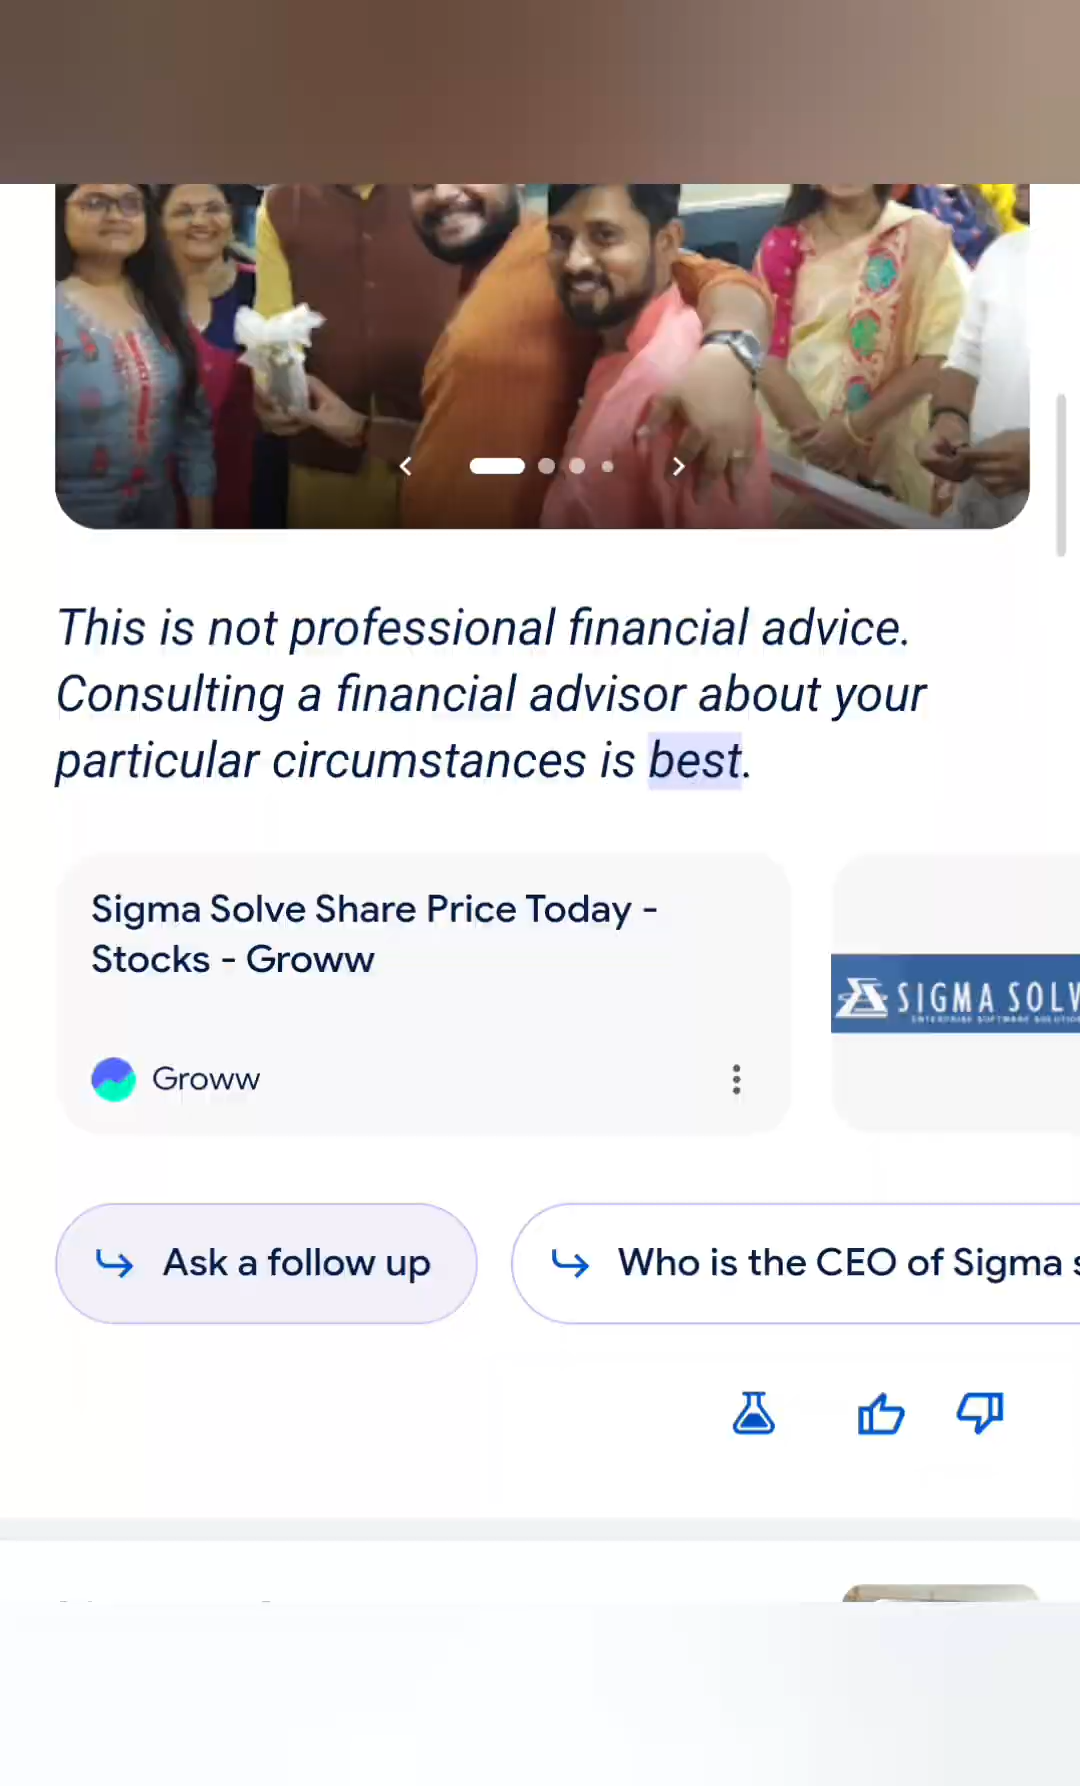 This is not professional financial advice.
Consulting a financial advisor about your
particular circumstances is best.
Sigma Solve Share Price Today -
Stocks - Groww
Groww
SIGMA SOLV
Ask a follow up
Who is the CEO of Sigma s